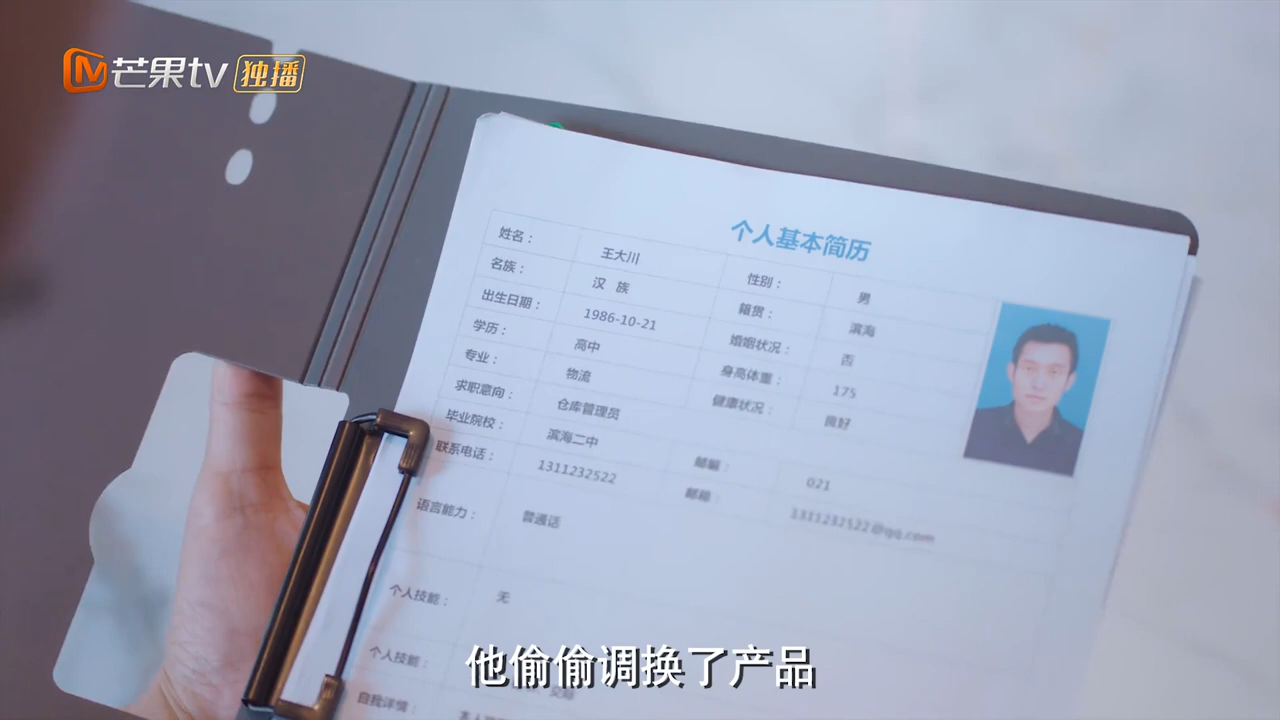 芒果tv 独播
个人基本简历
姓名： 王大川 性别： 男
名族： 汉 族 籍贯： 滨海
出生日期： 1986-10-21 婚姻状况： 否
学历： 高中 身高体重： 175
专业： 物流 健康状况： 良好
求职意向： 仓库管理员
毕业院校： 滨海二中 邮编： 021
联系电话： 1311232522 邮箱： 1311232522@qq.com
语言能力： 普通话
个人技能： 无
个人技能：
自我详情：
他偷偷调换了产品